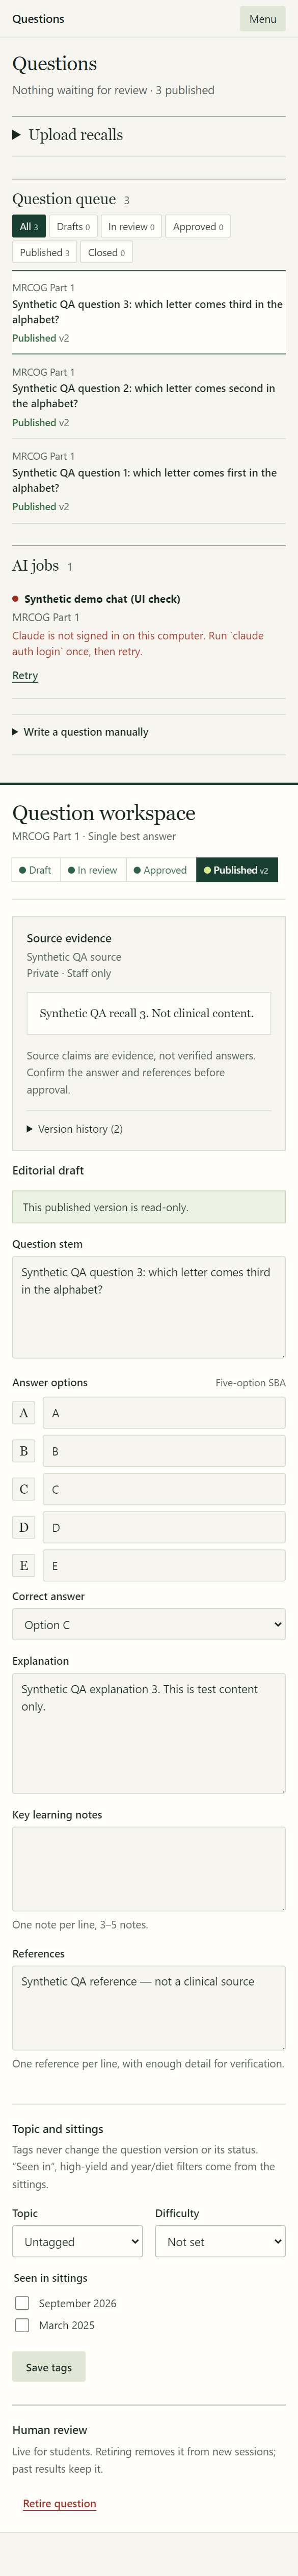 Questions
Menu
Questions
Nothing waiting for review · 3 published
Upload recalls
Question queue 3
All 3
Drafts 0
In review 0
Approved 0
Published 3
Closed 0
MRCOG Part 1
Synthetic QA question 3: which letter comes third in the
alphabet?
Published v2
MRCOG Part 1
Synthetic QA question 2: which letter comes second in
the alphabet?
Published v2
MRCOG Part 1
Synthetic QA question 1: which letter comes first in the
alphabet?
Published v2
AI jobs 1
Synthetic demo chat (UI check)
MRCOG Part 1
Claude is not signed in on this computer. Run `claude
auth login` once, then retry.
Retry
Write a question manually
Question workspace
MRCOG Part 1 · Single best answer
Draft
In review
Approved
Published v2
Source evidence
Synthetic QA source
Private · Staff only
Synthetic QA recall 3. Not clinical content.
Source claims are evidence, not verified answers.
Confirm the answer and references before
approval.
Version history (2)
Editorial draft
This published version is read-only.
Question stem
Synthetic QA question 3: which letter comes third
in the alphabet?
Answer options
Five-option SBA
A A
B B
C C
D D
E E
Correct answer
Option C
Explanation
Synthetic QA explanation 3. This is test content
only.
Key learning notes
One note per line, 3–5 notes.
References
Synthetic QA reference — not a clinical source
One reference per line, with enough detail for verification.
Topic and sittings
Tags never change the question version or its status.
“Seen in”, high-yield and year/diet filters come from the
sittings.
Topic
Difficulty
Untagged
Not set
Seen in sittings
September 2026
March 2025
Save tags
Human review
Live for students. Retiring removes it from new sessions;
past results keep it.
Retire question